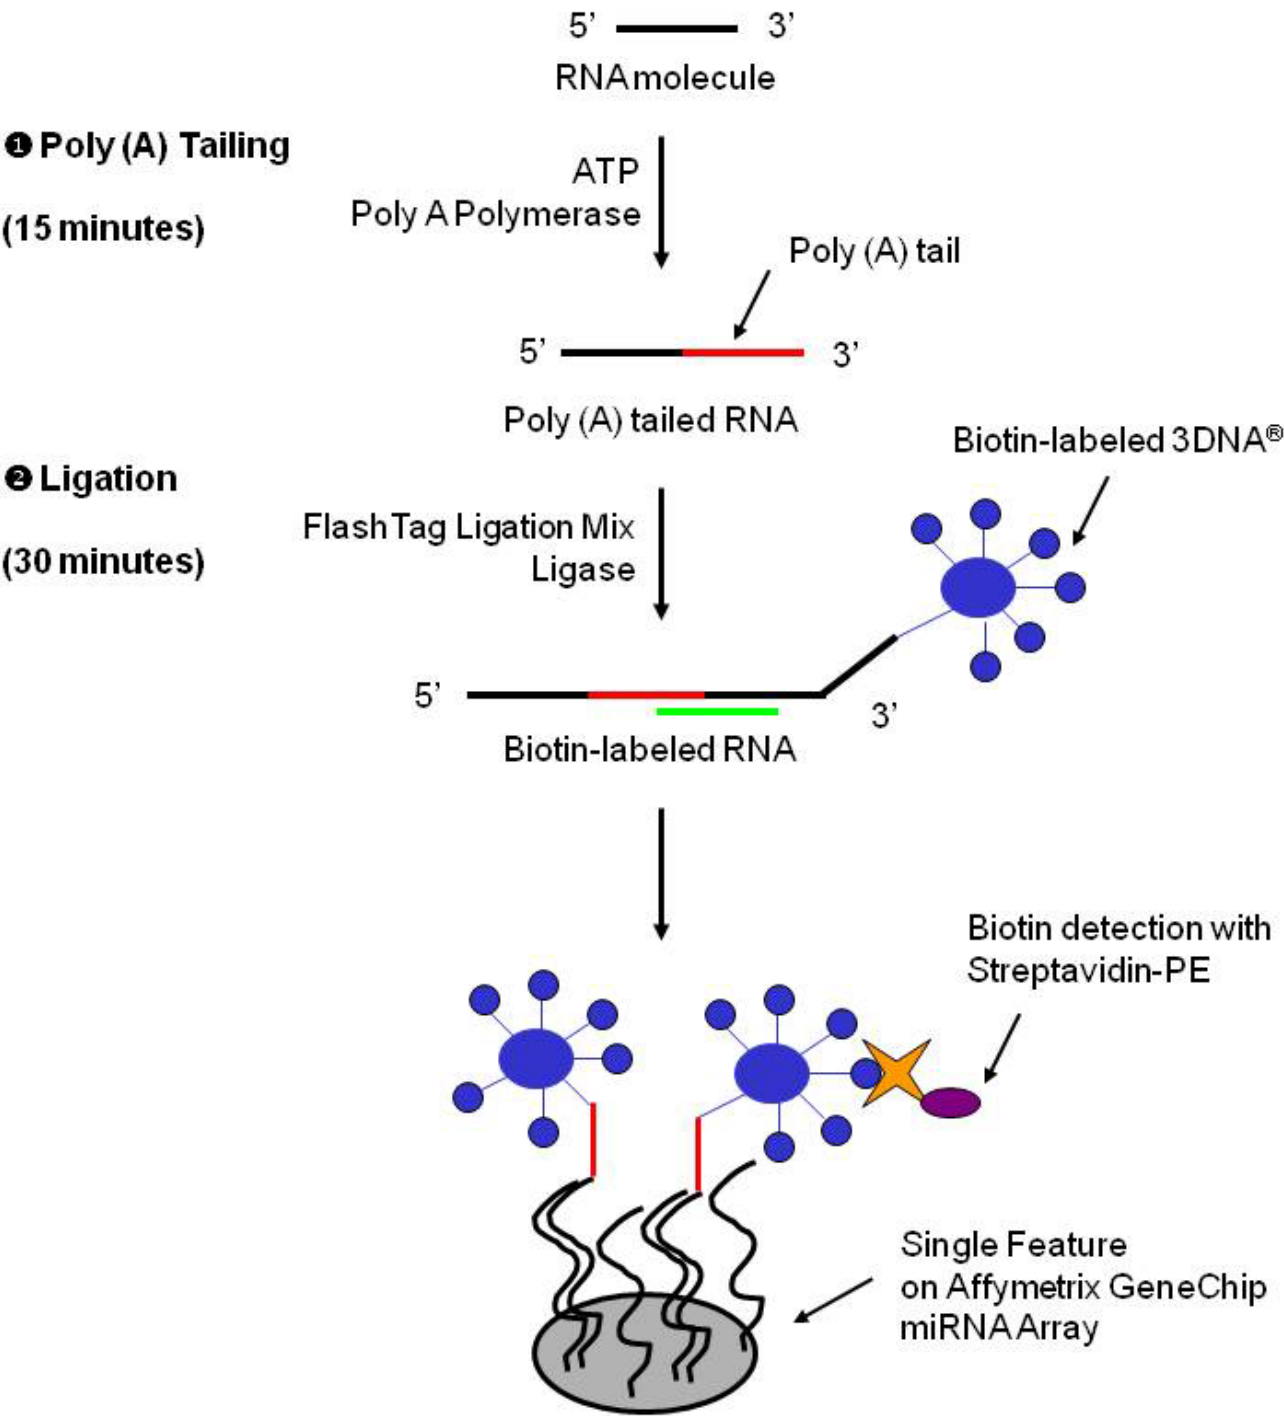 5’ 3’
RNA molecule
❶ Poly (A) Tailing
(15 minutes)
ATP
Poly A Polymerase
Poly (A) tail
5’ 3’
Poly (A) tailed RNA
Biotin-labeled 3DNA®
❷ Ligation
(30 minutes)
FlashTag Ligation Mix
Ligase
5’ 3’
Biotin-labeled RNA
Biotin detection with
Streptavidin-PE
Single Feature
on Affymetrix GeneChip
miRNA Array